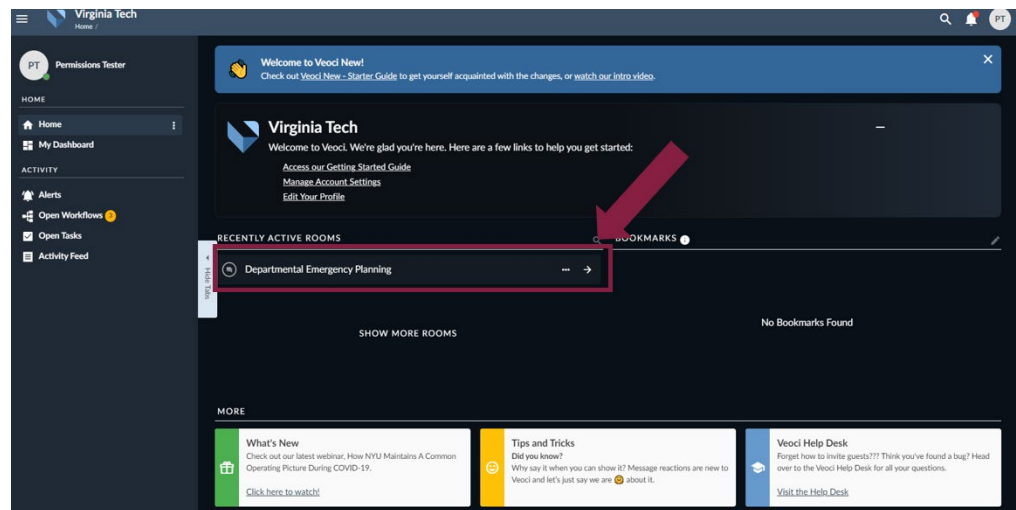 Virginia Tech
Home /
PT
PT
Permissions Tester
HOME
Home
My Dashboard
ACTIVITY
Alerts
Open Workflows
Open Tasks
Activity Feed
Hide Tabs
Welcome to Veoci New!
Check out Veoci New - Starter Guide to get yourself acquainted with the changes, or watch our intro video.
Virginia Tech
Welcome to Veoci. We're glad you're here. Here are a few links to help you get started:
Access our Getting Started Guide
Manage Account Settings
Edit Your Profile
RECENTLY ACTIVE ROOMS
Departmental Emergency Planning
SHOW MORE ROOMS
BOOKMARKS
No Bookmarks Found
MORE
What's New
Check out our latest webinar, How NYU Maintains A Common
Operating Picture During COVID-19.
Click here to watch!
Tips and Tricks
Did you know?
Why say it when you can show it? Message reactions are new to
Veoci and let's just say we are 😊 about it.
Veoci Help Desk
Forget how to invite guests??? Think you've found a bug? Head
over to the Veoci Help Desk for all your questions.
Visit the Help Desk